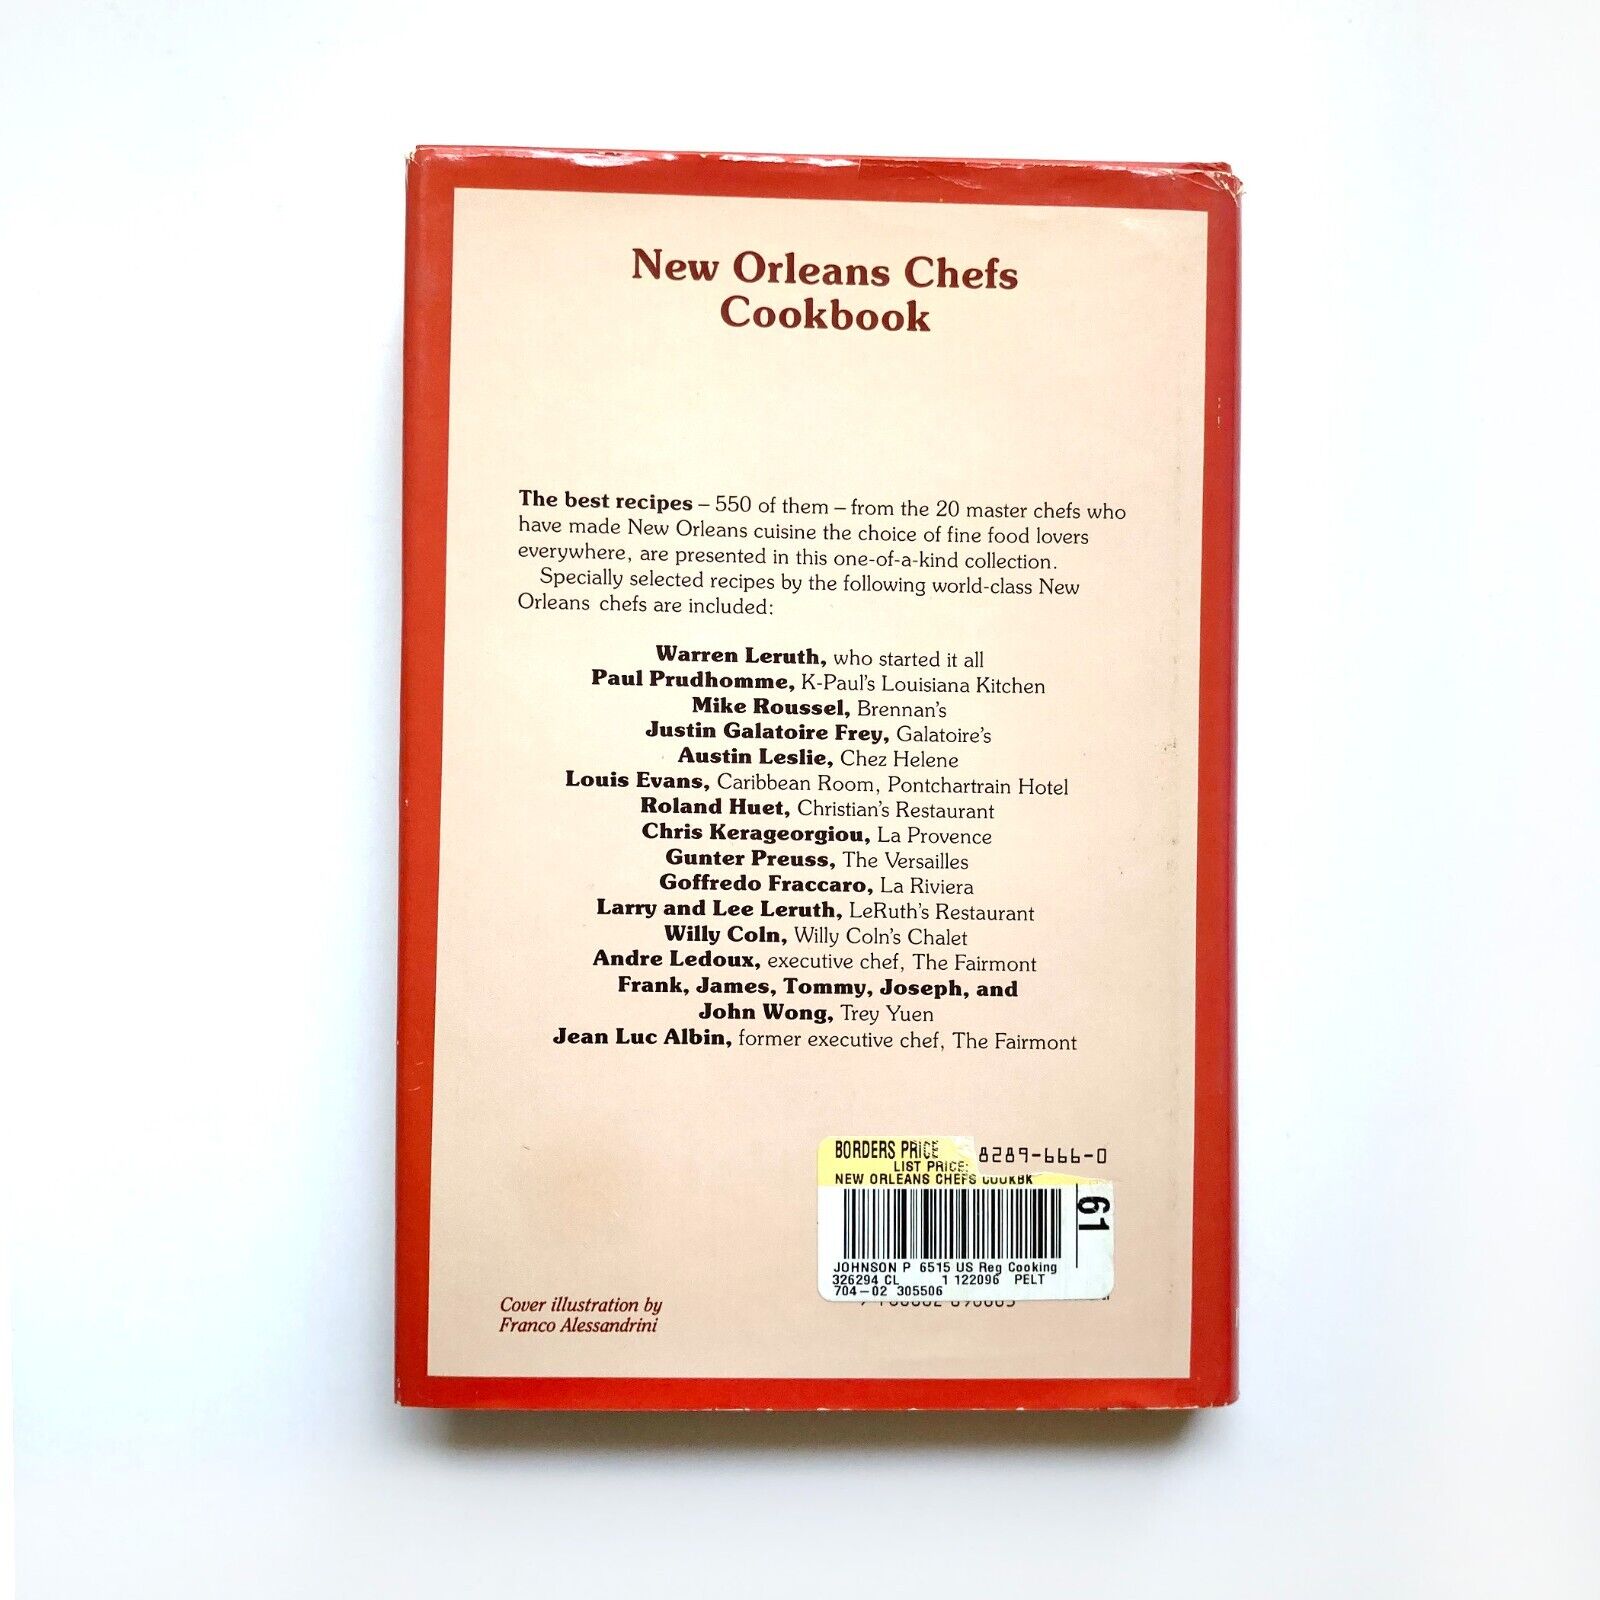 New Orleans Chefs
Cookbook
The best recipes – 550 of them – from the 20 master chefs who
have made New Orleans cuisine the choice of fine food lovers
everywhere, are presented in this one-of-a-kind collection.
Specially selected recipes by the following world-class New
Orleans chefs are included:
Warren Leruth, who started it all
Paul Prudhomme, K-Paul's Louisiana Kitchen
Mike Roussel, Brennan's
Justin Galatoire Frey, Galatoire's
Austin Leslie, Chez Helene
Louis Evans, Caribbean Room, Pontchartrain Hotel
Roland Huet, Christian's Restaurant
Chris Kerageorgiou, La Provence
Gunter Preuss, The Versailles
Goffredo Fraccaro, La Riviera
Larry and Lee Leruth, LeRuth's Restaurant
Willy Coln, Willy Coln's Chalet
Andre Ledoux, executive chef, The Fairmont
Frank, James, Tommy, Joseph, and
John Wong, Trey Yuen
Jean Luc Albin, former executive chef, The Fairmont
BORDERS PRICE 8289-666-0
LIST PRICE:
NEW ORLEANS CHEFS COOKBK
61
JOHNSON P 6515 US Reg Cooking
326294 CL 1 122096 PELT
704-02 305506
Cover illustration by
Franco Alessandrini